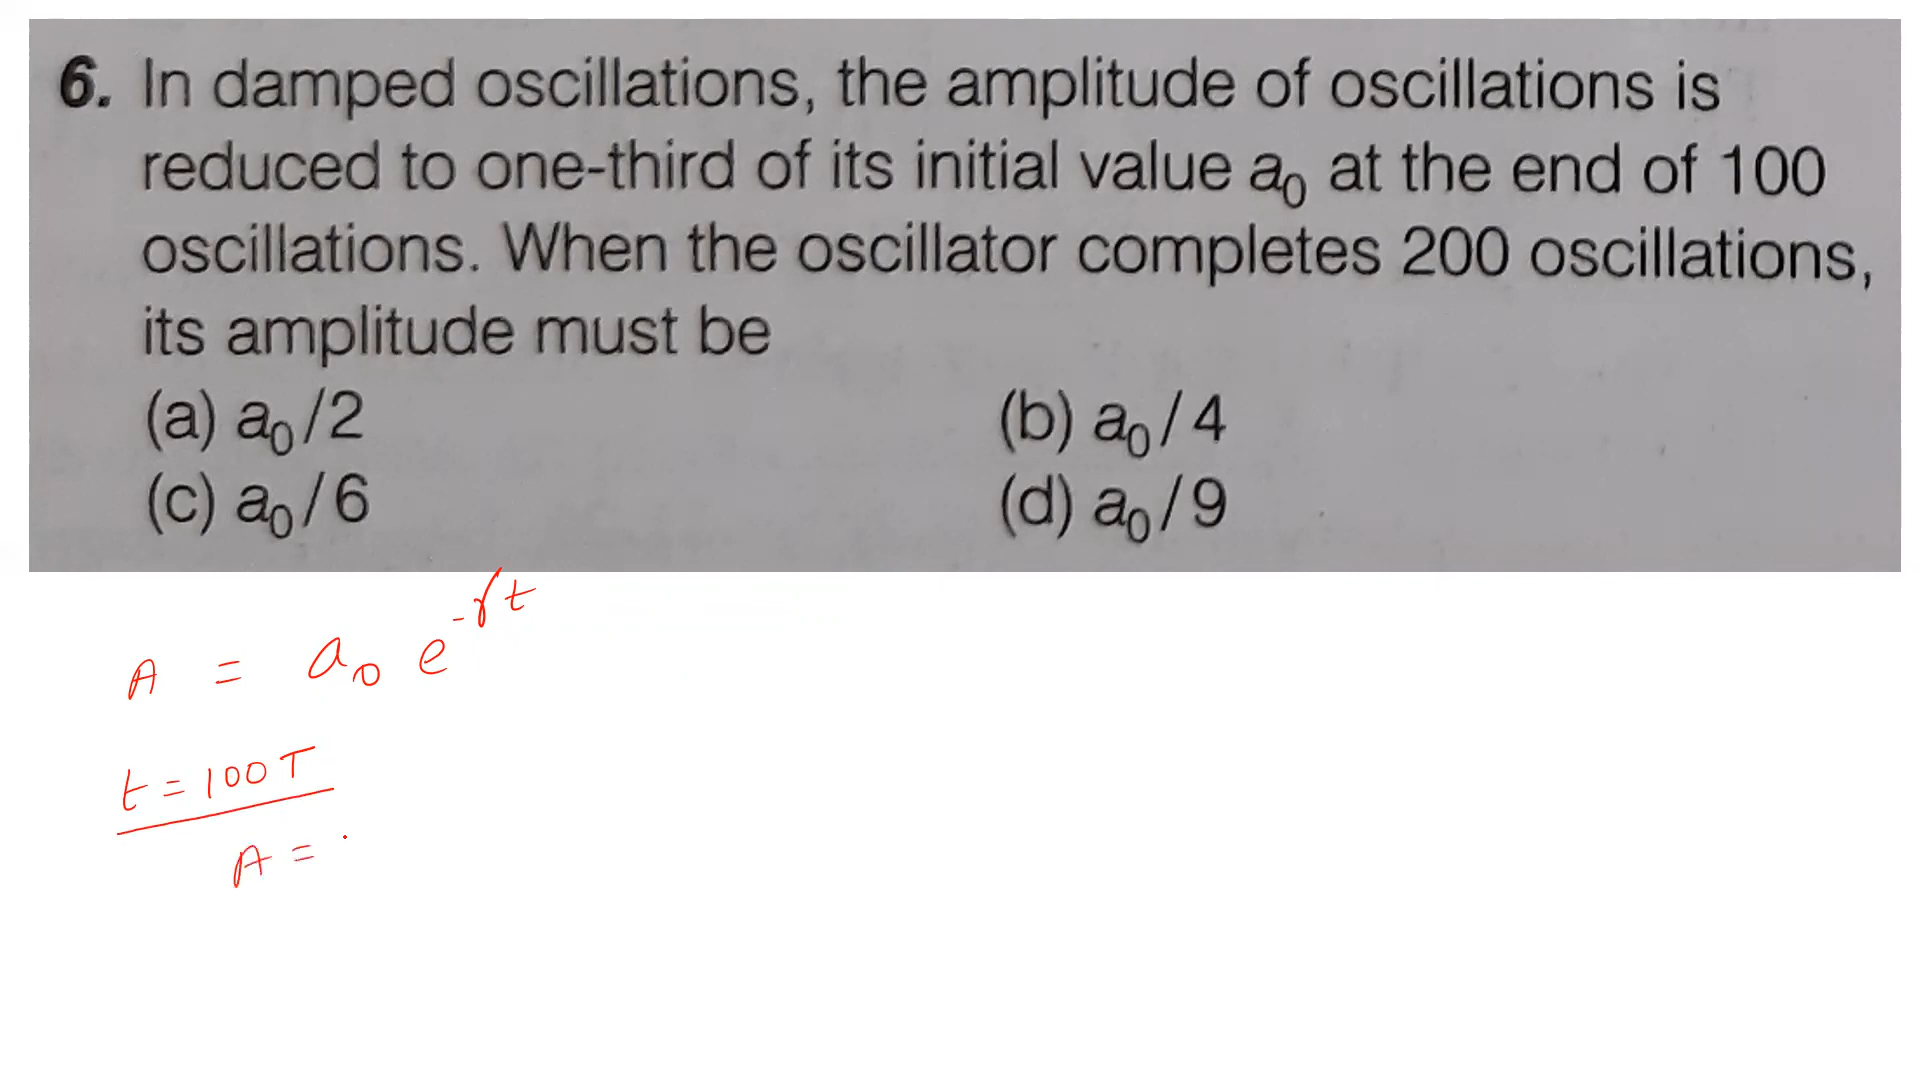 6. In damped oscillations, the amplitude of oscillations is
reduced to one-third of its initial value a₀ at the end of 100
oscillations. When the oscillator completes 200 oscillations,
its amplitude must be
(a) a₀/2 (b) a₀/4
(c) a₀/6 (d) a₀/9
A = a₀ e^-γt
t = 100 T
A =